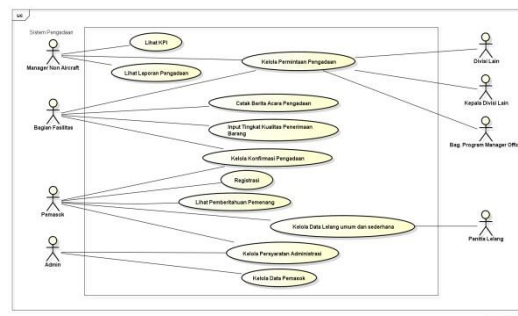 uc
Sistem Pengadaan
Lihat KPI
Manager Non Aircraft
Lihat Laporan Pengadaan
Kelola Permintaan Pengadaan
Divisi Lain
Kepala Divisi Lain
Bagian Fasilitas
Cetak Berita Acara Pengadaan
Input Tingkat Kualitas Penerimaan
Barang
Bag. Program Manager Offic
Kelola Konfirmasi Pengadaan
Registrasi
Pemasok
Lihat Pemberitahuan Pemenang
Kelola Data Lelang umum dan sederhana
Panitia Lelang
Admin
Kelola Persyaratan Administrasi
Kelola Data Pemasok